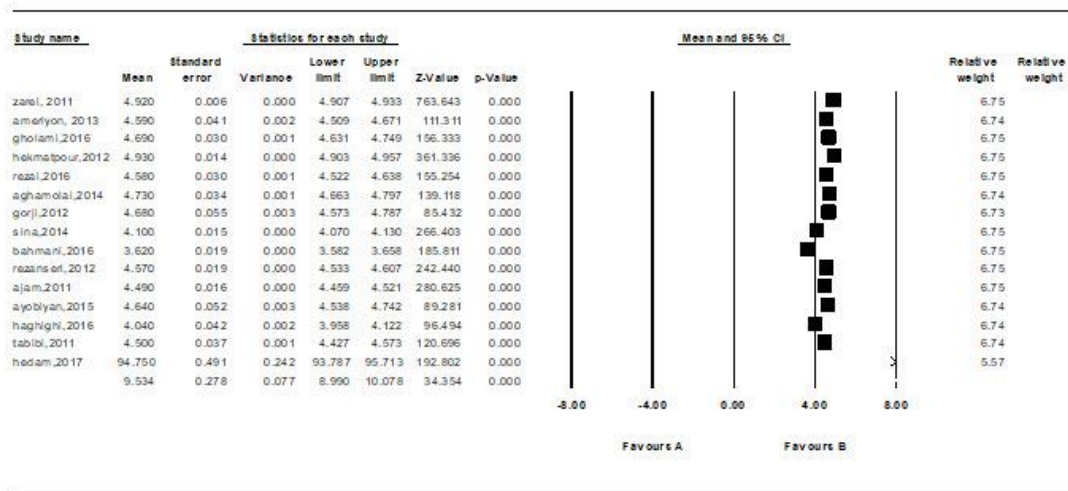 Study name Statistics for each study Mean and 95% CI
Standard Lower Upper Relative Relative
Mean error Variance limit limit Z-Value p-Value weight weight
zarei, 2011 4.920 0.006 0.000 4.907 4.933 763.643 0.000 6.75
ameriyon, 2013 4.590 0.041 0.002 4.509 4.671 111.311 0.000 6.74
gholami,2016 4.690 0.030 0.001 4.631 4.749 156.333 0.000 6.75
hekmatpour,2012 4.930 0.014 0.000 4.903 4.957 361.336 0.000 6.75
rezai,2016 4.580 0.030 0.001 4.522 4.638 155.254 0.000 6.75
aghamolai,2014 4.730 0.034 0.001 4.663 4.797 139.118 0.000 6.74
gorji,2012 4.680 0.055 0.003 4.573 4.787 85.432 0.000 6.73
sina,2014 4.100 0.015 0.000 4.070 4.130 266.403 0.000 6.75
bahmani,2016 3.620 0.019 0.000 3.582 3.658 185.811 0.000 6.75
rezanseri,2012 4.570 0.019 0.000 4.533 4.607 242.440 0.000 6.75
ajam,2011 4.490 0.016 0.000 4.459 4.521 280.625 0.000 6.75
ayobiyan,2015 4.640 0.052 0.003 4.538 4.742 89.281 0.000 6.74
haghighi,2016 4.040 0.042 0.002 3.958 4.122 96.494 0.000 6.74
tabibi,2011 4.500 0.037 0.001 4.427 4.573 120.696 0.000 6.74
hedam,2017 94.750 0.491 0.242 93.787 95.713 192.802 0.000 5.57
9.534 0.278 0.077 8.990 10.078 34.354 0.000
-8.00 -4.00 0.00 4.00 8.00
Favours A Favours B